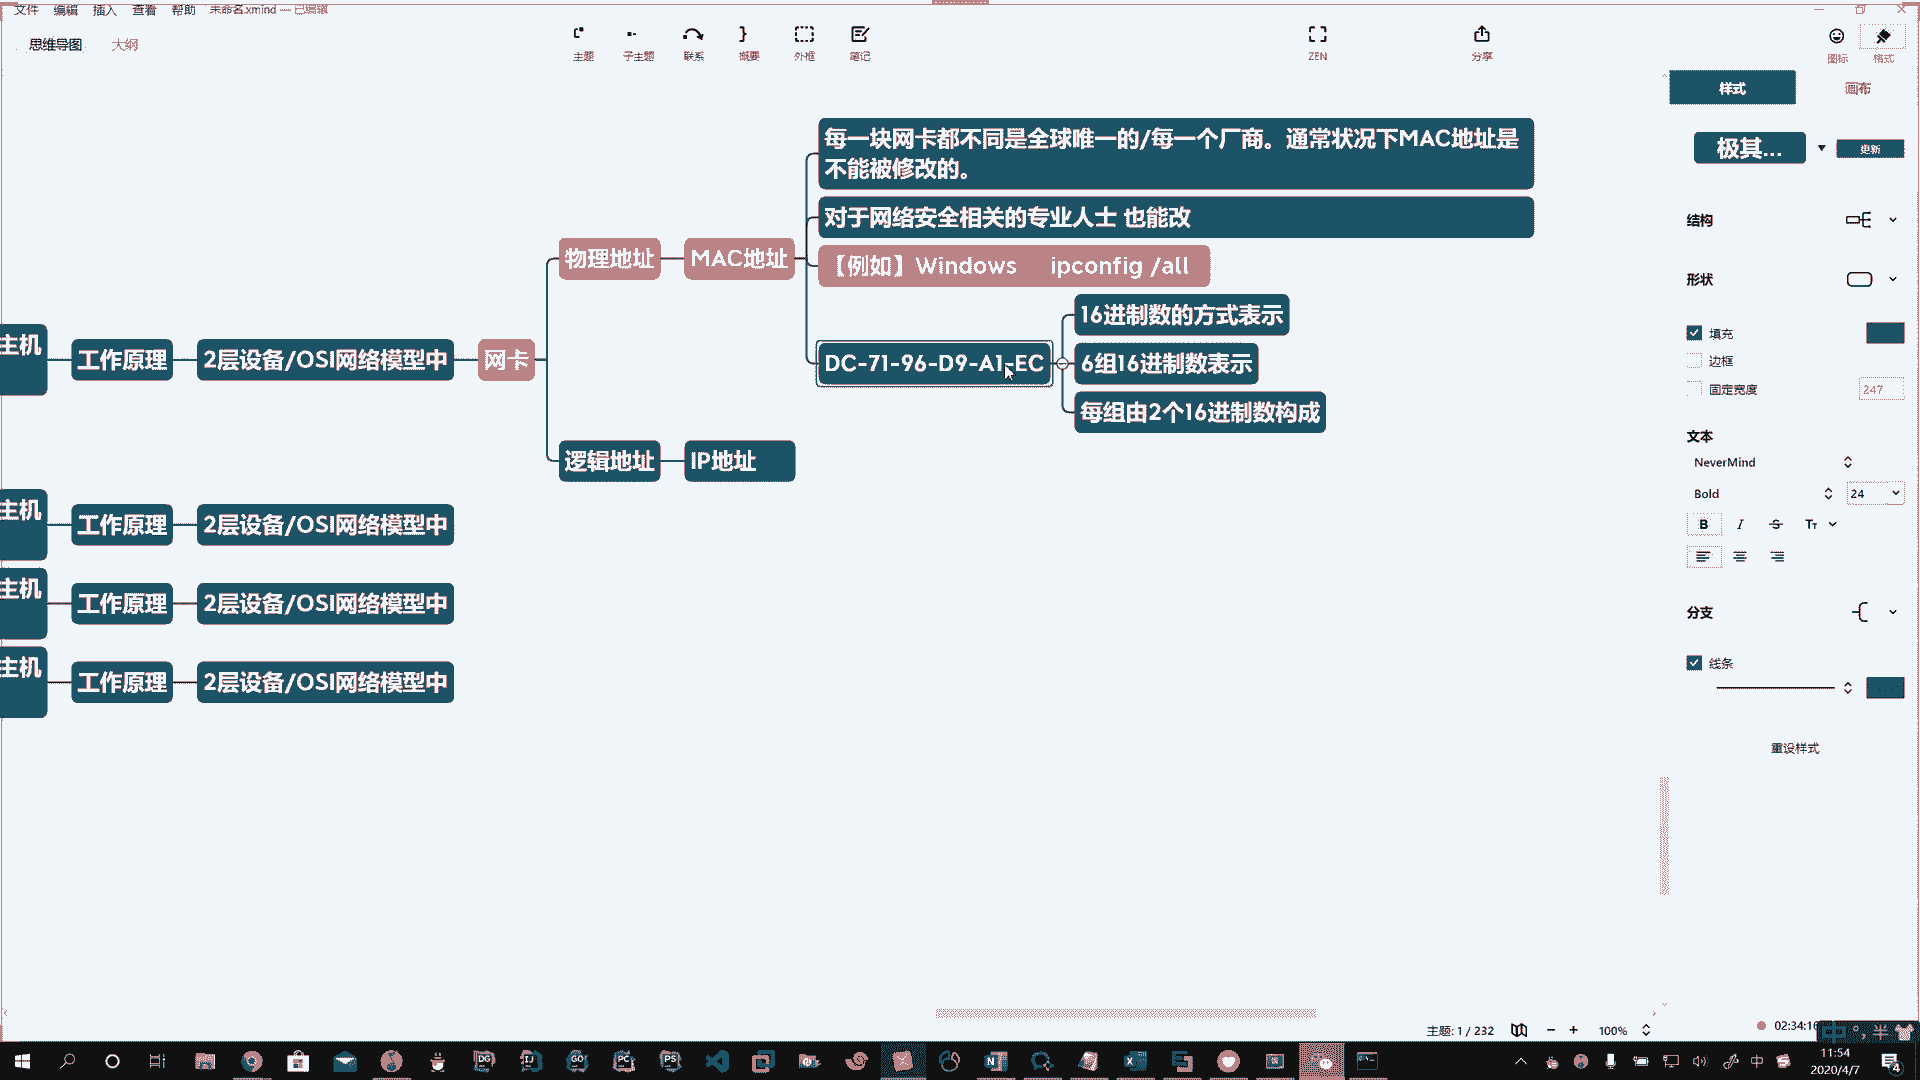 文件 编辑 插入 查看 帮助 未命名.xmind — 已编辑
思维导图 大纲
主题 子主题 联系 概要 外框 笔记 ZEN 分享 图标 格式
样式 画布
极其... 更新
结构
形状
填充
边框
固定宽度 247
文本
NeverMind
Bold 24
B I S TT
分支
线条
重设样式
每一块网卡都不同是全球唯一的/每一个厂商。通常状况下MAC地址是
不能被修改的。
对于网络安全相关的专业人士 也能改
物理地址 MAC地址
【例如】Windows ipconfig /all
16进制数的方式表示
主机 工作原理 2层设备/OSI网络模型中 网卡
DC-71-96-D9-A1-EC 6组16进制数表示
每组由2个16进制数构成
逻辑地址 IP地址
主机 工作原理 2层设备/OSI网络模型中
主机 工作原理 2层设备/OSI网络模型中
主机 工作原理 2层设备/OSI网络模型中
主题: 1 / 232 100% 02:34:16
DG IJ GO PC PS
中 11:54
2020/4/7
4